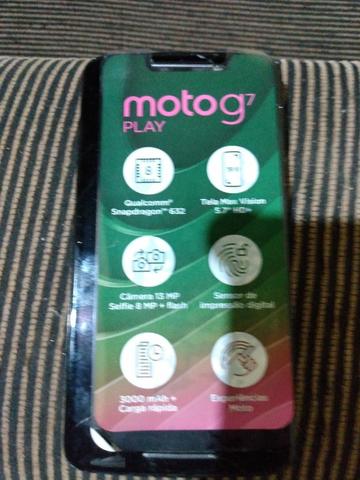 moto g7
PLAY
8
Qualcomm®
Snapdragon™ 632
Tela Max Vision
5.7" HD+
Câmera 13 MP
Selfie 8 MP + flash
Sensor de
impressão digital
3000 mAh +
Carga rápida
Experiências
Moto